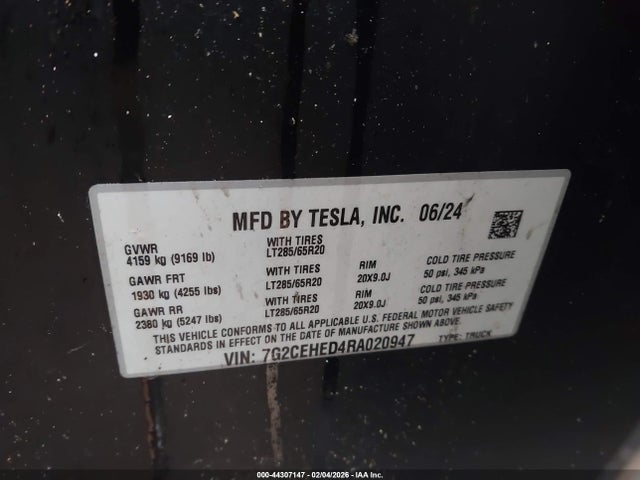 MFD BY TESLA, INC. 06/24
GVWR
4159 kg (9169 lb)
WITH TIRES
LT285/65R20
GAWR FRT
1930 kg (4255 lbs)
WITH TIRES
LT285/65R20
RIM
20X9.0J
COLD TIRE PRESSURE
50 psi, 345 kPs
GAWR RR
2380 kg (5247 lbs)
WITH TIRES
LT285/65R20
RIM
20X9.0J
COLD TIRE PRESSURE
50 psi, 345 kPs
THIS VEHICLE CONFORMS TO ALL APPLICABLE U.S. FEDERAL MOTOR VEHICLE SAFETY
STANDARDS IN EFFECT ON THE DATE OF MANUFACTURE SHOWN ABOVE.
VIN: 7G2CEHED4RA020947 TYPE: TRUCK
000-44307147 - 02/04/2026 - IAAI.com